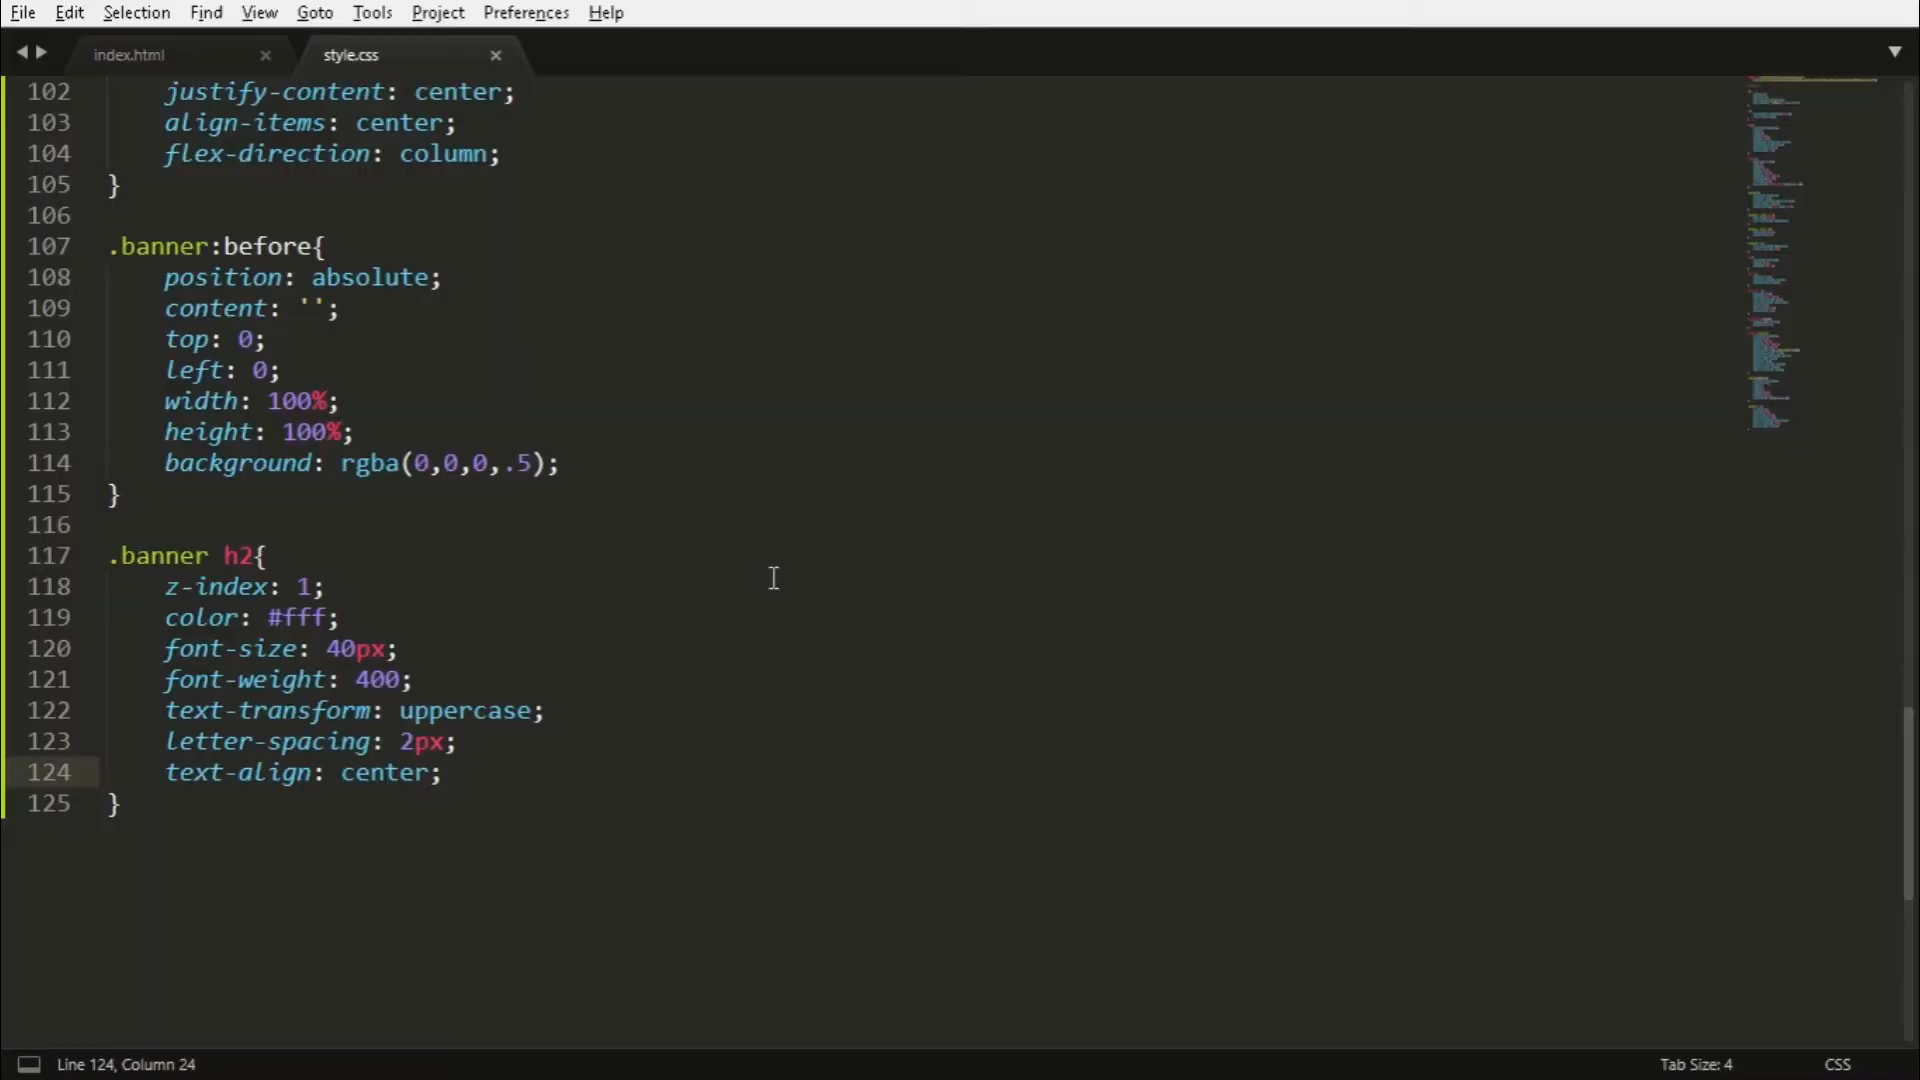 File Edit Selection Find View Goto Tools Project Preferences Help
index.html × style.css ×
102 justify-content: center;
103 align-items: center;
104 flex-direction: column;
105 }
106
107 .banner:before{
108 position: absolute;
109 content: '';
110 top: 0;
111 left: 0;
112 width: 100%;
113 height: 100%;
114 background: rgba(0,0,0,.5);
115 }
116
117 .banner h2{
118 z-index: 1;
119 color: #fff;
120 font-size: 40px;
121 font-weight: 400;
122 text-transform: uppercase;
123 letter-spacing: 2px;
124 text-align: center;
125 }
Line 124, Column 24 Tab Size: 4 CSS